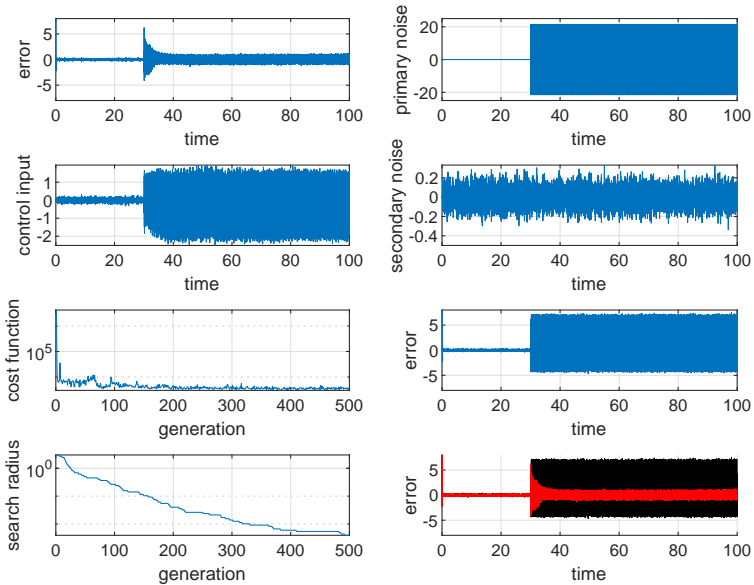 5
0
-5
error
0 20 40 60 80 100
time
20
0
-20
primary noise
0 20 40 60 80 100
time
1
0
-1
-2
control input
0 20 40 60 80 100
time
0.2
0
-0.2
-0.4
secondary noise
0 20 40 60 80 100
time
10^5
cost function
0 100 200 300 400 500
generation
5
0
-5
error
0 20 40 60 80 100
time
10^0
search radius
0 100 200 300 400 500
generation
5
0
-5
error
0 20 40 60 80 100
time